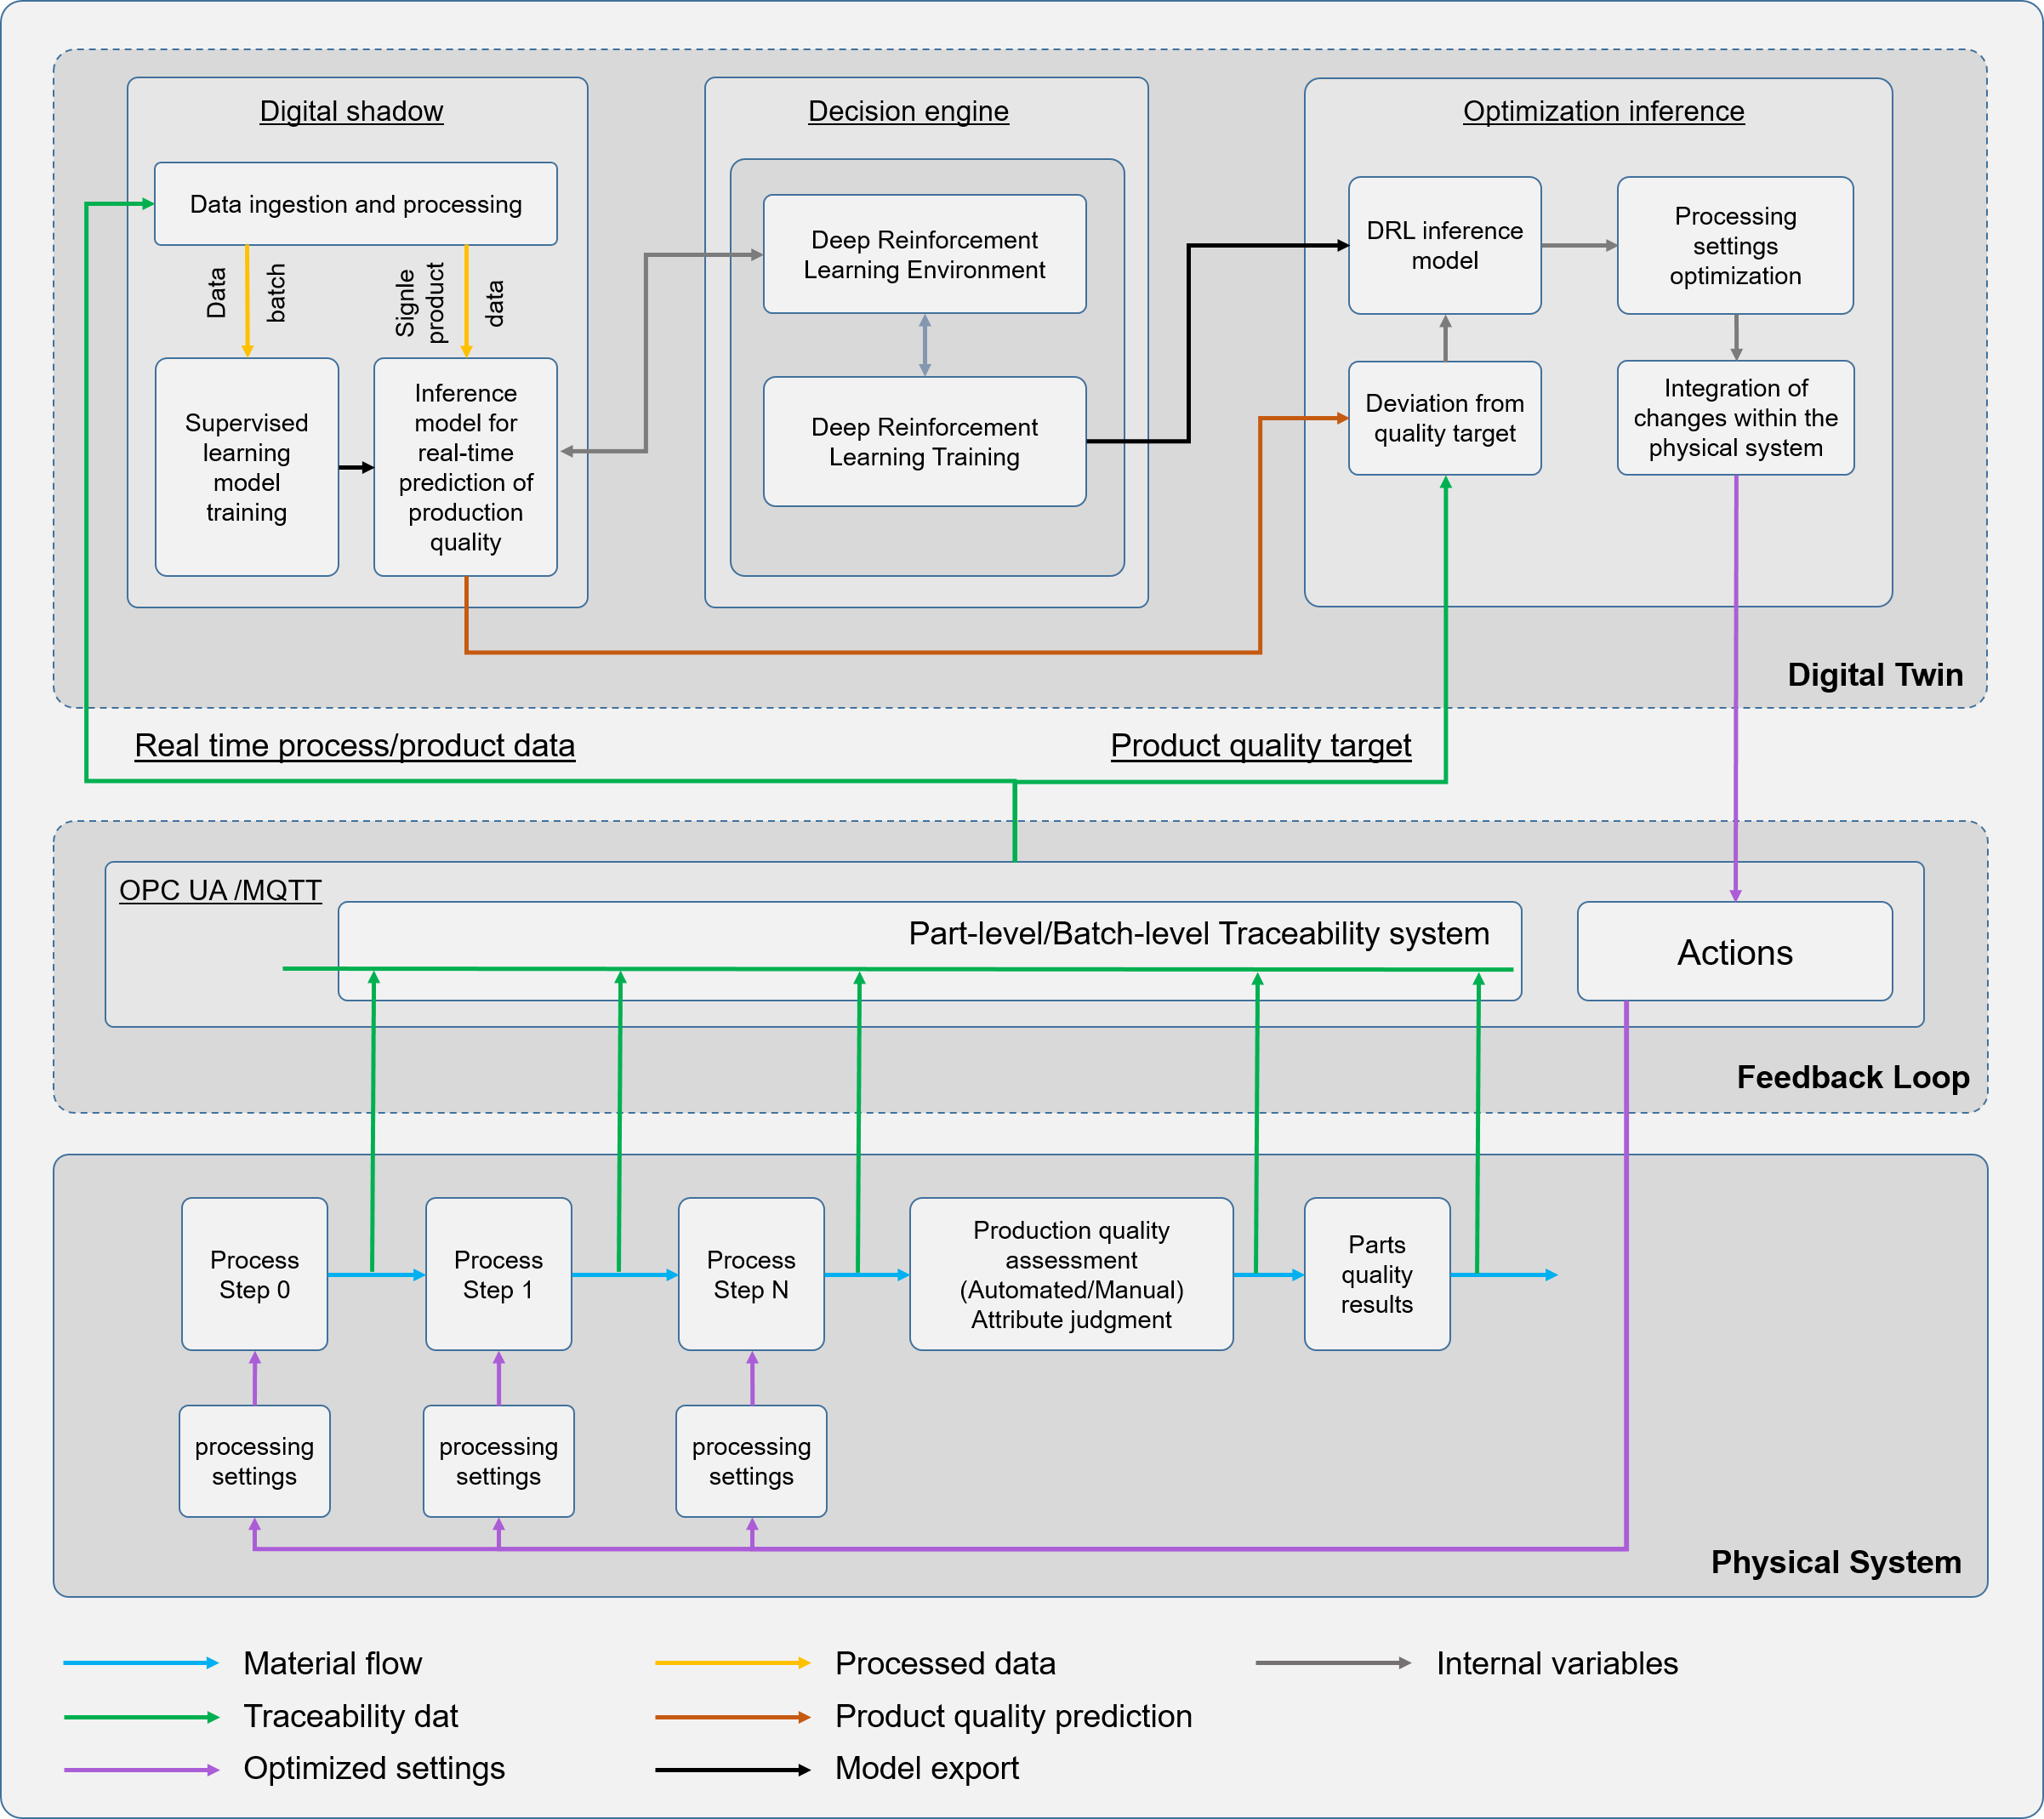 Digital shadow
Data ingestion and processing
Data
batch
Signle
product
data
Supervised
learning
model
training
Inference
model for
real-time
prediction of
production
quality
Decision engine
Deep Reinforcement
Learning Environment
Deep Reinforcement
Learning Training
Optimization inference
DRL inference
model
Processing
settings
optimization
Deviation from
quality target
Integration of
changes within the
physical system
Digital Twin
Real time process/product data
Product quality target
OPC UA /MQTT
Part-level/Batch-level Traceability system
Actions
Feedback Loop
Process
Step 0
Process
Step 1
Process
Step N
Production quality
assessment
(Automated/Manual)
Attribute judgment
Parts
quality
results
processing
settings
processing
settings
processing
settings
Physical System
Material flow
Processed data
Internal variables
Traceability dat
Product quality prediction
Optimized settings
Model export